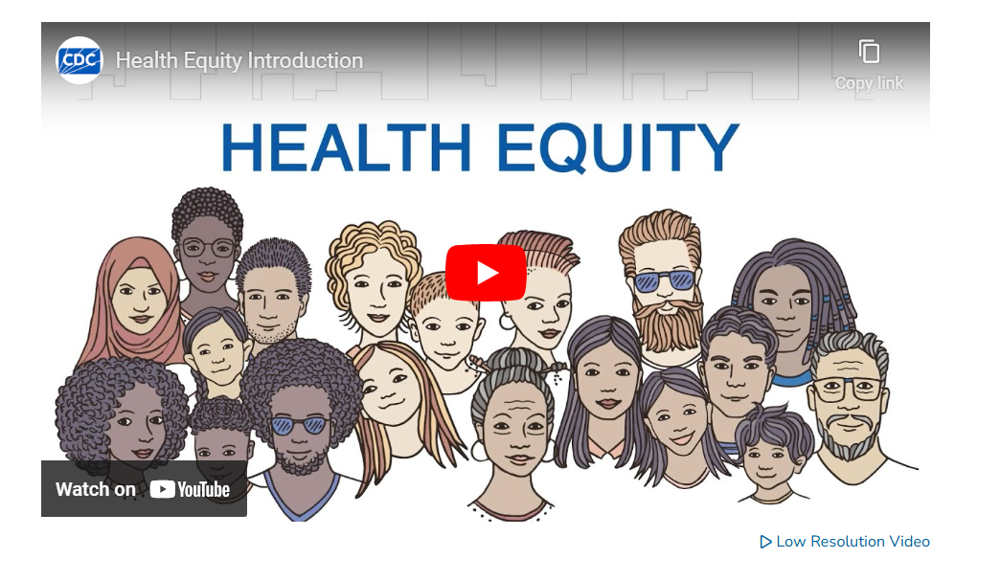 CDC
Health Equity Introduction
Copy link
HEALTH EQUITY
Watch on YouTube
Low Resolution Video